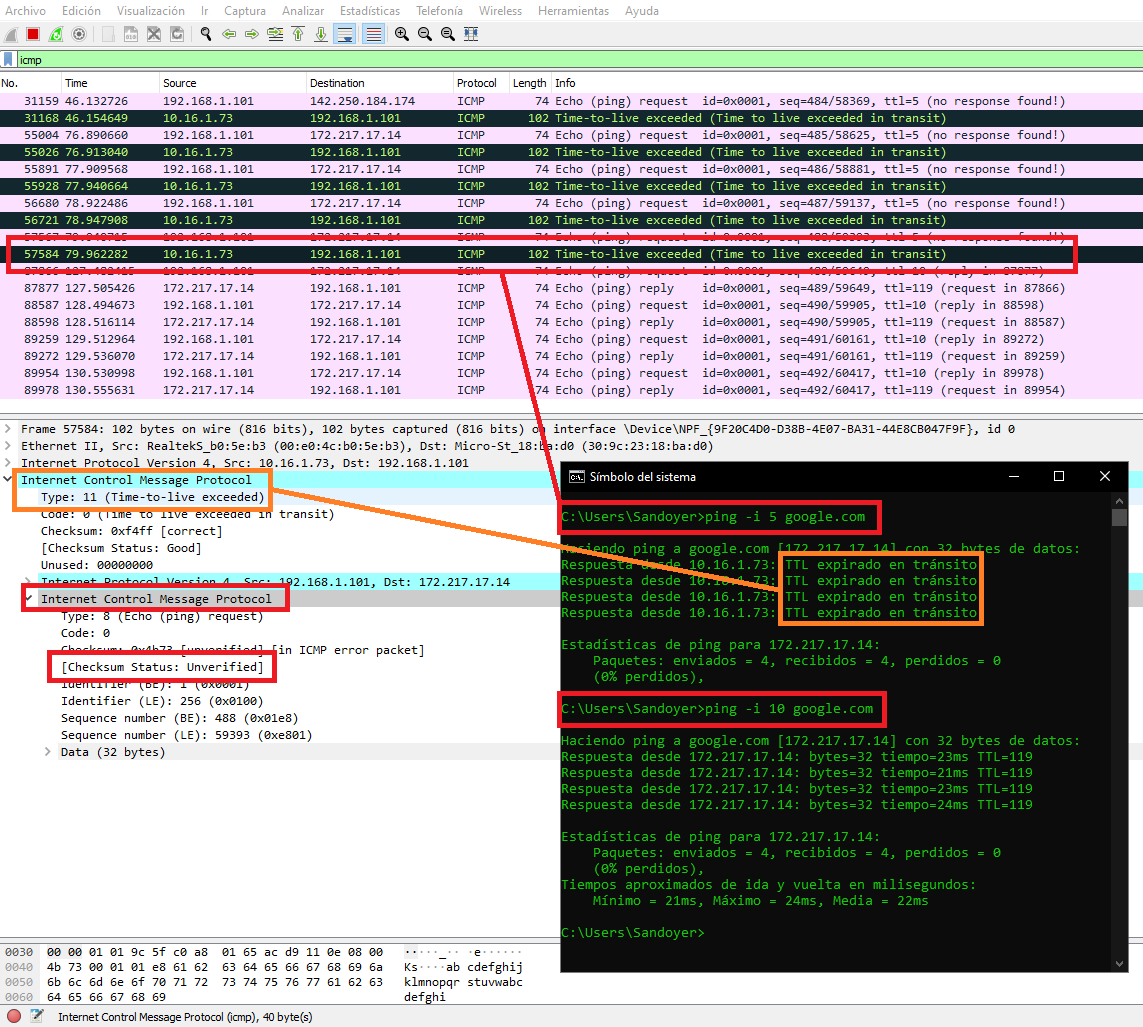 Archivo Edición Visualización Ir Captura Analizar Estadísticas Telefonía Wireless Herramientas Ayuda
icmp
No. Time Source Destination Protocol Length Info
31159 46.132726 192.168.1.101 142.250.184.174 ICMP 74 Echo (ping) request id=0x0001, seq=484/58369, ttl=5 (no response found!)
31168 46.154649 10.16.1.73 192.168.1.101 ICMP 102 Time-to-live exceeded (Time to live exceeded in transit)
55004 76.890660 192.168.1.101 172.217.17.14 ICMP 74 Echo (ping) request id=0x0001, seq=485/58625, ttl=5 (no response found!)
55026 76.913040 10.16.1.73 192.168.1.101 ICMP 102 Time-to-live exceeded (Time to live exceeded in transit)
55891 77.909568 192.168.1.101 172.217.17.14 ICMP 74 Echo (ping) request id=0x0001, seq=486/58881, ttl=5 (no response found!)
55928 77.940664 10.16.1.73 192.168.1.101 ICMP 102 Time-to-live exceeded (Time to live exceeded in transit)
56680 78.922486 192.168.1.101 172.217.17.14 ICMP 74 Echo (ping) request id=0x0001, seq=487/59137, ttl=5 (no response found!)
56721 78.947908 10.16.1.73 192.168.1.101 ICMP 102 Time-to-live exceeded (Time to live exceeded in transit)
57584 79.962282 10.16.1.73 192.168.1.101 ICMP 102 Time-to-live exceeded (Time to live exceeded in transit)
87877 127.505426 172.217.17.14 192.168.1.101 ICMP 74 Echo (ping) reply id=0x0001, seq=489/59649, ttl=119 (request in 87866)
88587 128.494673 192.168.1.101 172.217.17.14 ICMP 74 Echo (ping) request id=0x0001, seq=490/59905, ttl=10 (reply in 88598)
88598 128.516114 172.217.17.14 192.168.1.101 ICMP 74 Echo (ping) reply id=0x0001, seq=490/59905, ttl=119 (request in 88587)
89259 129.512964 192.168.1.101 172.217.17.14 ICMP 74 Echo (ping) request id=0x0001, seq=491/60161, ttl=10 (reply in 89272)
89272 129.536070 172.217.17.14 192.168.1.101 ICMP 74 Echo (ping) reply id=0x0001, seq=491/60161, ttl=119 (request in 89259)
89954 130.530998 192.168.1.101 172.217.17.14 ICMP 74 Echo (ping) request id=0x0001, seq=492/60417, ttl=10 (reply in 89978)
89978 130.555631 172.217.17.14 192.168.1.101 ICMP 74 Echo (ping) reply id=0x0001, seq=492/60417, ttl=119 (request in 89954)
Frame 57584: 102 bytes on wire (816 bits), 102 bytes captured (816 bits) on interface \Device\NPF_{9F20C4D0-D38B-4E07-BA31-44E8CB047F9F}, id 0
Ethernet II, Src: RealtekS_b0:5e:b3 (00:e0:4c:b0:5e:b3), Dst: Micro-St_18:ba:d0 (30:9c:23:18:ba:d0)
Internet Protocol Version 4, Src: 10.16.1.73, Dst: 192.168.1.101
Internet Control Message Protocol
Type: 11 (Time-to-live exceeded)
Code: 0 (Time to live exceeded in transit)
Checksum: 0xf4ff [correct]
[Checksum Status: Good]
Unused: 00000000
Internet Protocol Version 4, Src: 192.168.1.101, Dst: 172.217.17.14
Internet Control Message Protocol
Type: 8 (Echo (ping) request)
Code: 0
Checksum: 0x4b73 [unverified] [in ICMP error packet]
[Checksum Status: Unverified]
Identifier (BE): 1 (0x0001)
Identifier (LE): 256 (0x0100)
Sequence number (BE): 488 (0x01e8)
Sequence number (LE): 59393 (0xe801)
Data (32 bytes)
Símbolo del sistema
C:\Users\Sandoyer>ping -i 5 google.com
Haciendo ping a google.com [172.217.17.14] con 32 bytes de datos:
Respuesta desde 10.16.1.73: TTL expirado en tránsito
Respuesta desde 10.16.1.73: TTL expirado en tránsito
Respuesta desde 10.16.1.73: TTL expirado en tránsito
Respuesta desde 10.16.1.73: TTL expirado en tránsito
Estadísticas de ping para 172.217.17.14:
Paquetes: enviados = 4, recibidos = 4, perdidos = 0
(0% perdidos),
C:\Users\Sandoyer>ping -i 10 google.com
Haciendo ping a google.com [172.217.17.14] con 32 bytes de datos:
Respuesta desde 172.217.17.14: bytes=32 tiempo=23ms TTL=119
Respuesta desde 172.217.17.14: bytes=32 tiempo=21ms TTL=119
Respuesta desde 172.217.17.14: bytes=32 tiempo=23ms TTL=119
Respuesta desde 172.217.17.14: bytes=32 tiempo=24ms TTL=119
Estadísticas de ping para 172.217.17.14:
Paquetes: enviados = 4, recibidos = 4, perdidos = 0
(0% perdidos),
Tiempos aproximados de ida y vuelta en milisegundos:
Mínimo = 21ms, Máximo = 24ms, Media = 22ms
C:\Users\Sandoyer>
0030 00 00 01 01 9c 5f c0 a8 01 65 ac d9 11 0e 08 00 ·····_·· ·e······
0040 4b 73 00 01 01 e8 61 62 63 64 65 66 67 68 69 6a Ks····ab cdefghij
0050 6b 6c 6d 6e 6f 70 71 72 73 74 75 76 77 61 62 63 klmnopqr stuvwabc
0060 64 65 66 67 68 69 defghi
Internet Control Message Protocol (icmp), 40 byte(s)